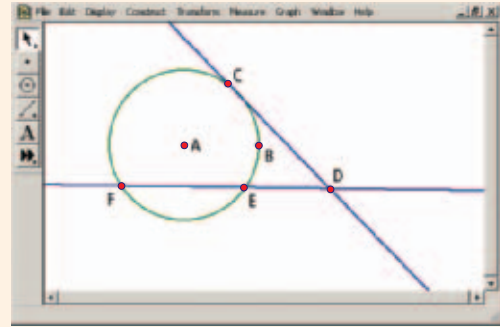 File Edit Display Construct Transform Measure Graph Window Help
C
A
B
A
D
F
E